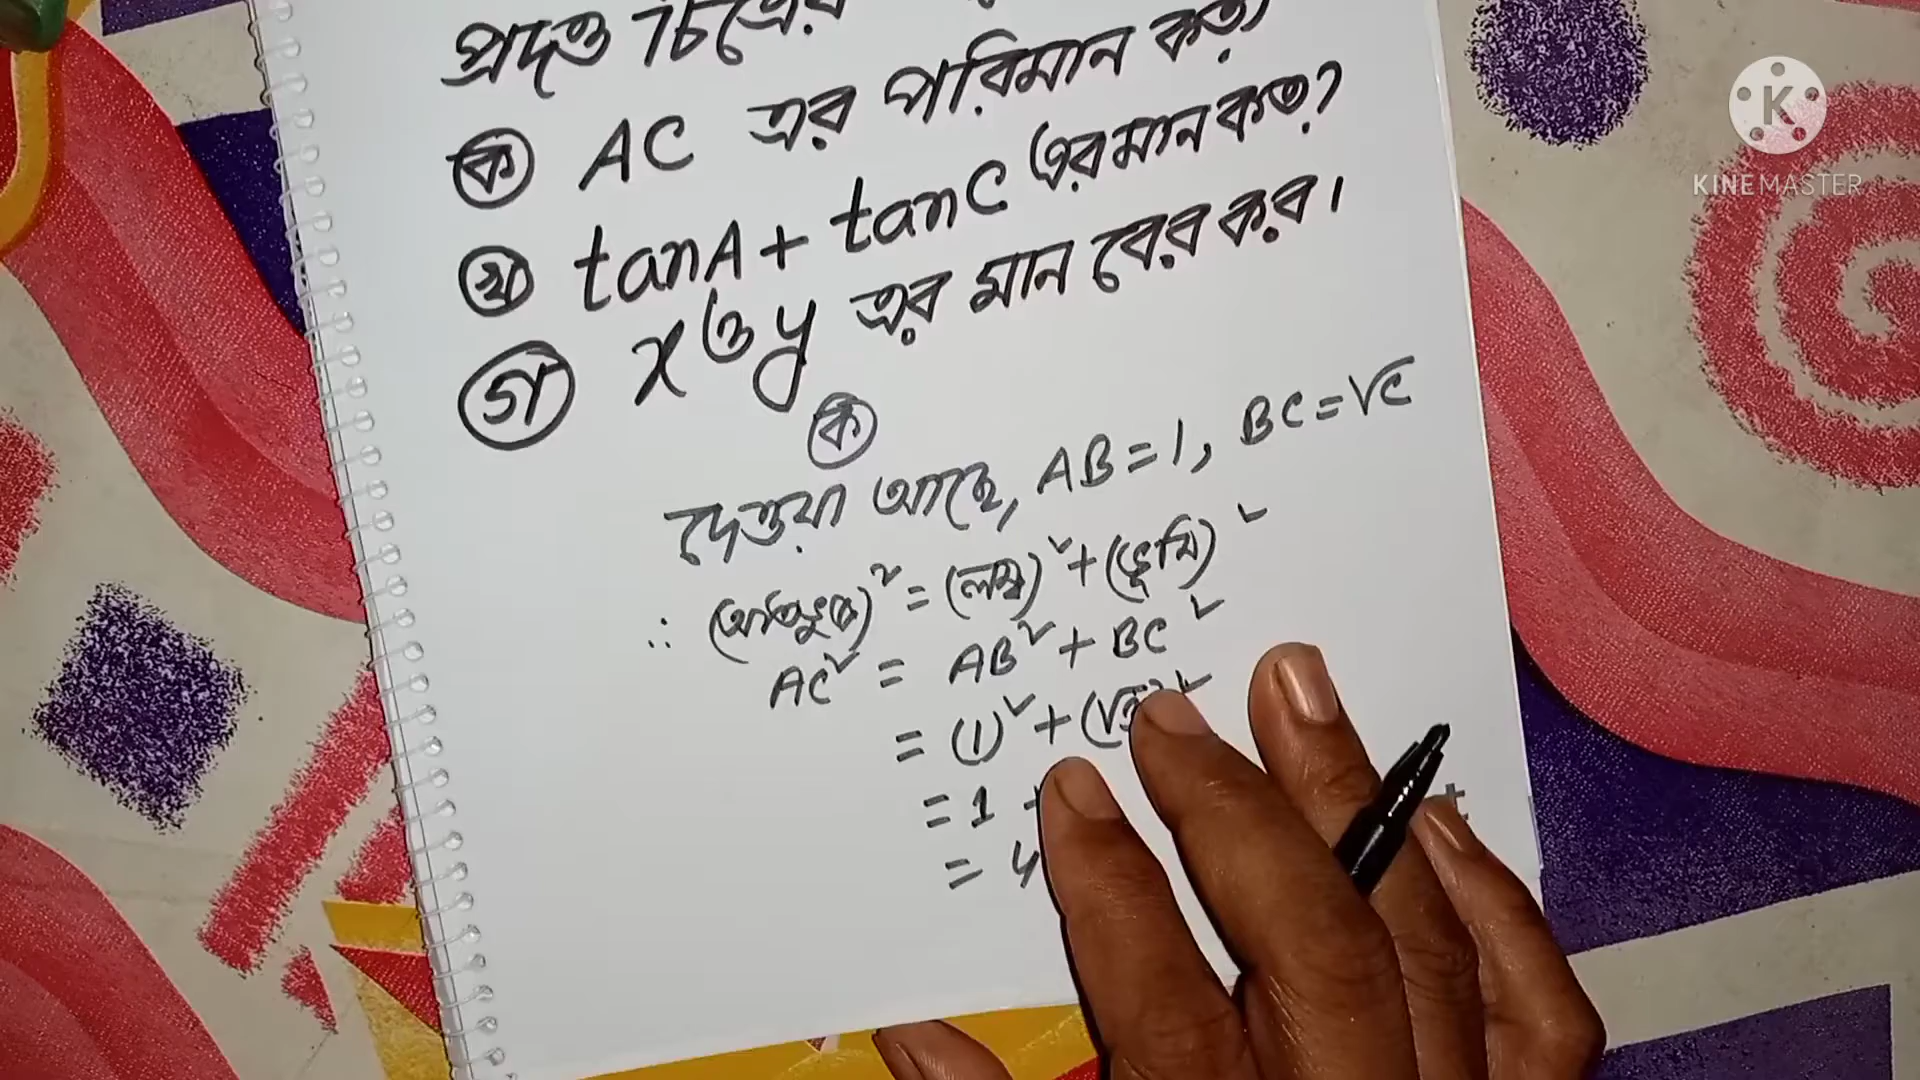 প্রদত্ত চিত্রের
ক AC এর পরিমান কত?
খ tanA + tanC এর মান কত?
গ x ও y এর মান বের কর।
ক
দেওয়া আছে, AB = 1, BC = √C
∴ (অতিভুজ)² = (লম্ব)² + (ভূমি)²
AC² = AB² + BC²
= (1)² + (√3)²
= 1 +
= 4
KINEMASTER